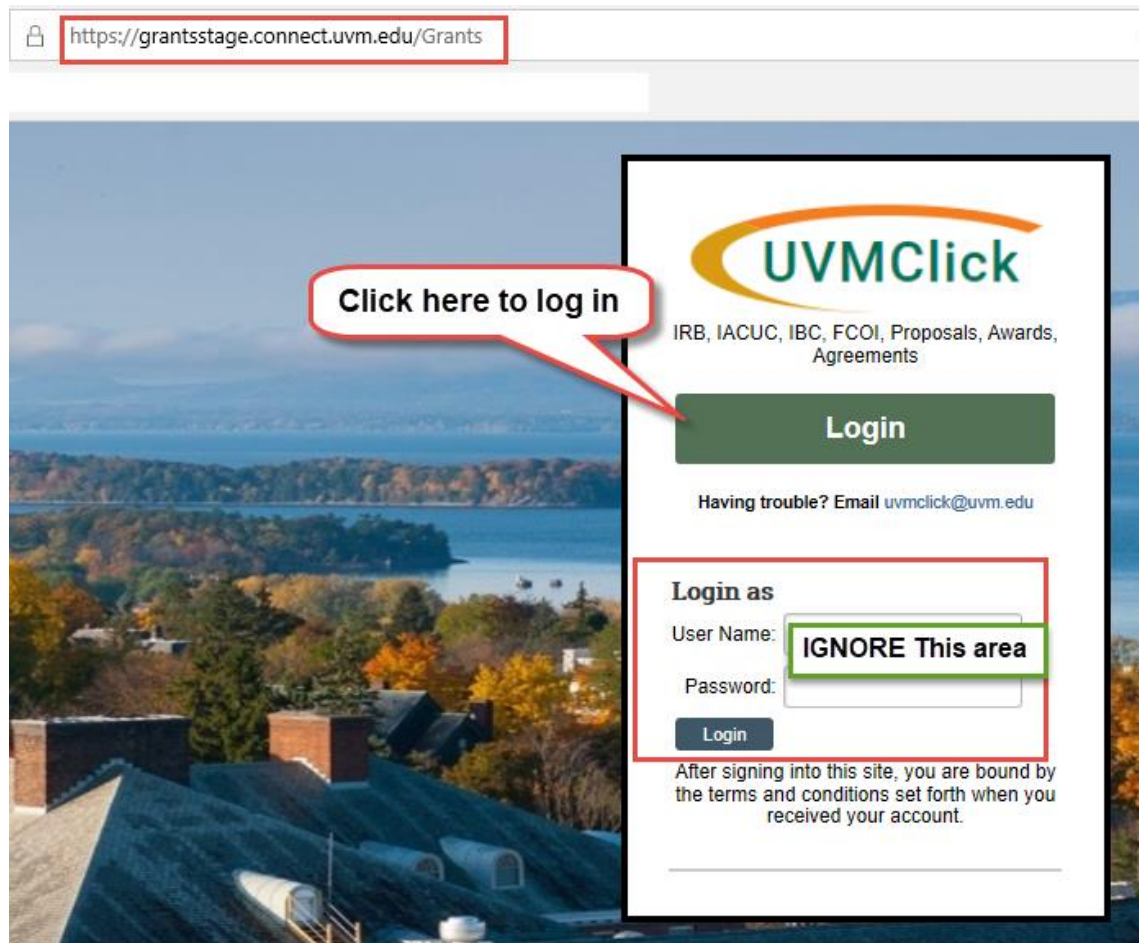 https://grantsstage.connect.uvm.edu/Grants
UVMClick
Click here to log in
IRB, IACUC, IBC, FCOI, Proposals, Awards,
Agreements
Login
Having trouble? Email uvmclick@uvm.edu
Login as
User Name:
IGNORE This area
Password:
Login
After signing into this site, you are bound by
the terms and conditions set forth when you
received your account.